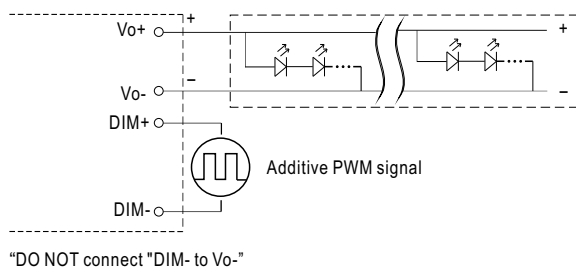 Vo+
+
+
Vo-
−
−
DIM+
Additive PWM signal
DIM-
“DO NOT connect "DIM- to Vo-”